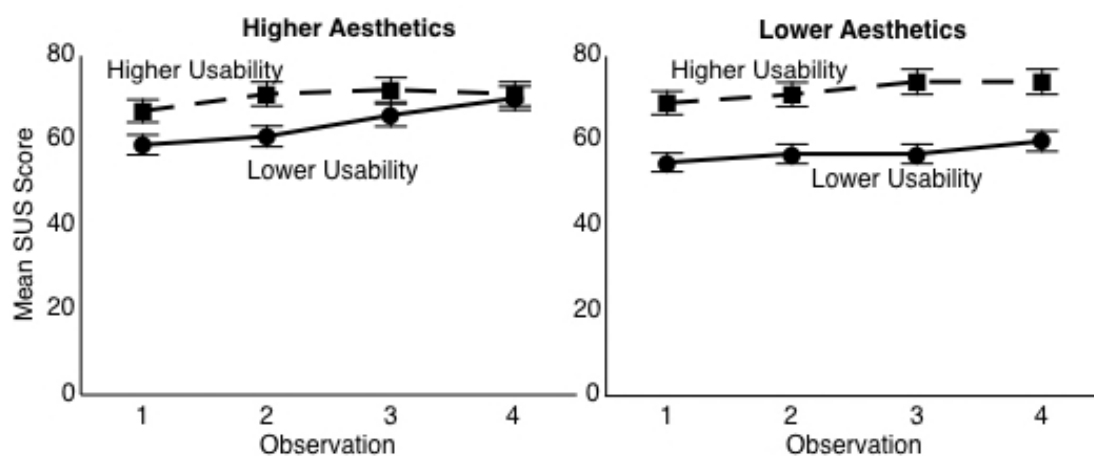 Higher Aesthetics
80
60
40
20
0
Mean SUS Score
Higher Usability
Lower Usability
1 2 3 4
Observation
Lower Aesthetics
80
60
40
20
0
Higher Usability
Lower Usability
1 2 3 4
Observation